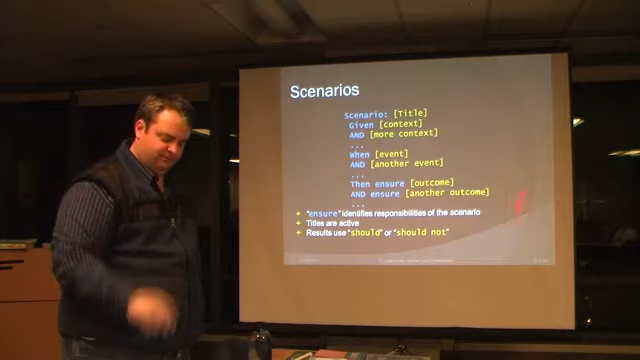 Scenarios
Scenario: [Title]
Given [context]
AND [more context]
...
When [event]
AND [another event]
...
Then ensure [outcome]
AND ensure [another outcome]
...
+ "ensure" identifies responsibilities of the scenario
+ Titles are active
+ Results use "should" or "should not"